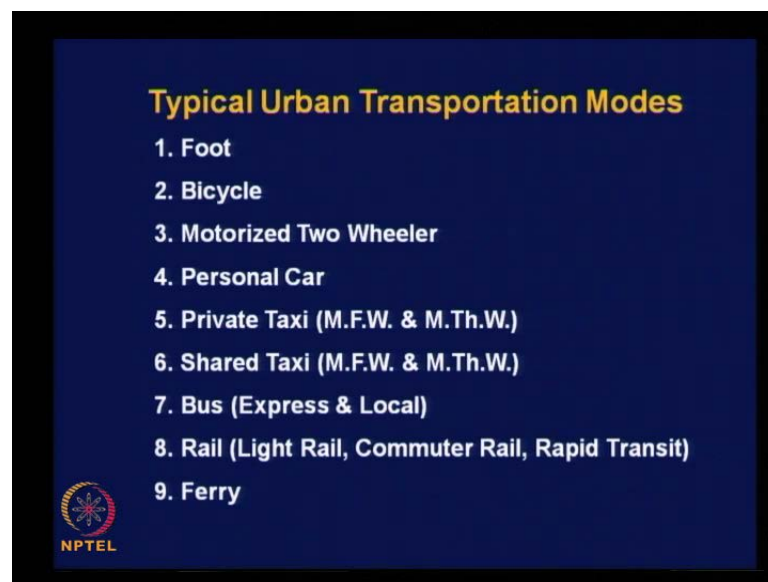 Typical Urban Transportation Modes
1. Foot
2. Bicycle
3. Motorized Two Wheeler
4. Personal Car
5. Private Taxi (M.F.W. & M.Th.W.)
6. Shared Taxi (M.F.W. & M.Th.W.)
7. Bus (Express & Local)
8. Rail (Light Rail, Commuter Rail, Rapid Transit)
9. Ferry
NPTEL